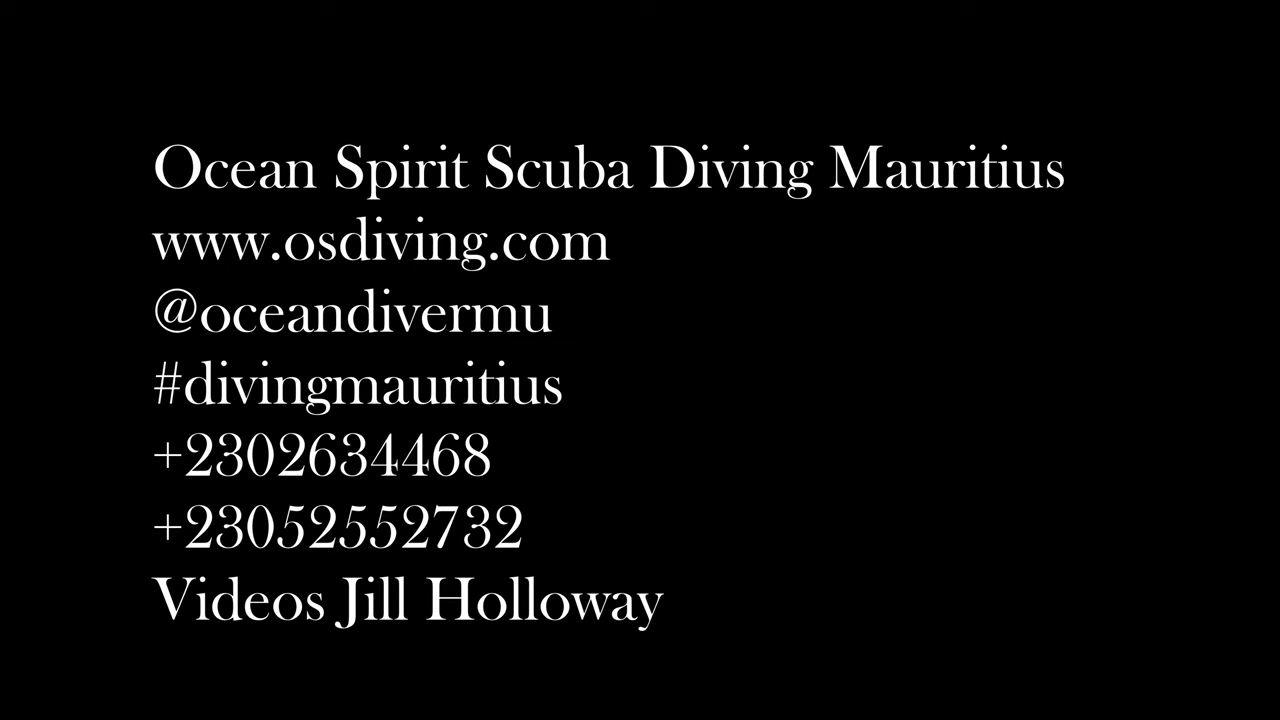 Ocean Spirit Scuba Diving Mauritius
www.osdiving.com
@oceandivermu
#divingmauritius
+2302634468
+23052552732
Videos Jill Holloway